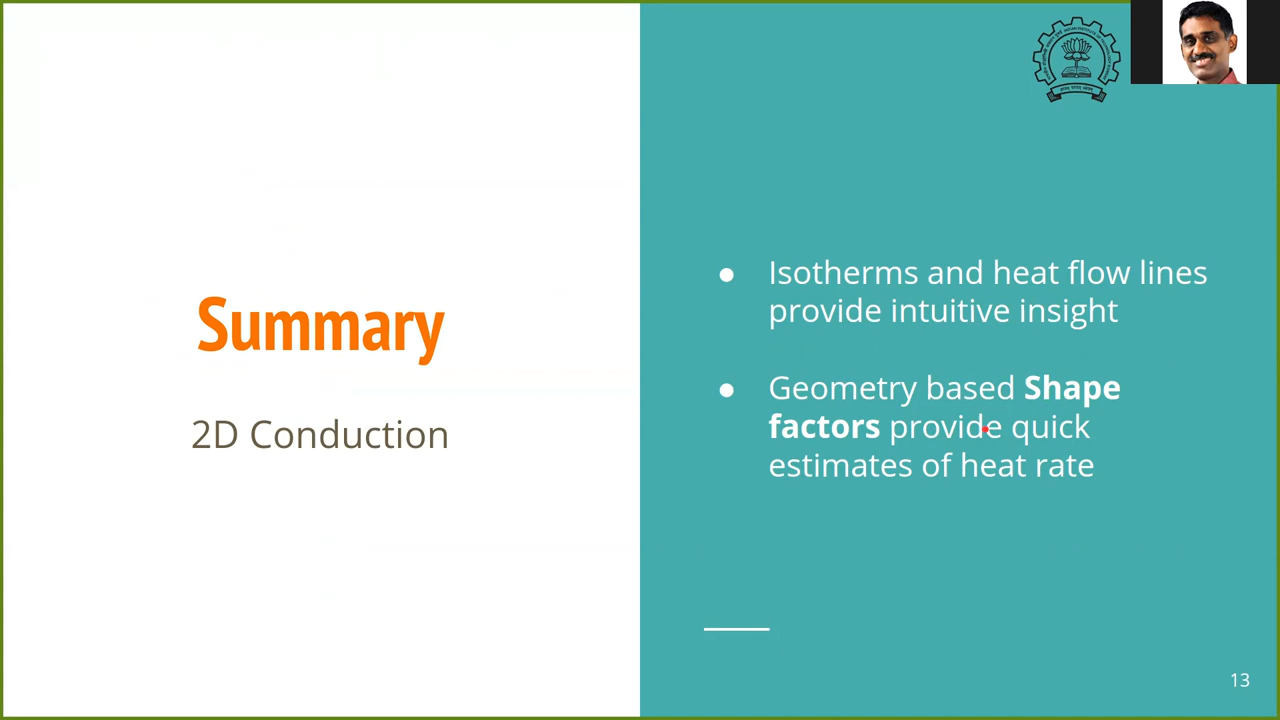 Summary
2D Conduction
● Isotherms and heat flow lines
provide intuitive insight
● Geometry based Shape
factors provide quick
estimates of heat rate
13